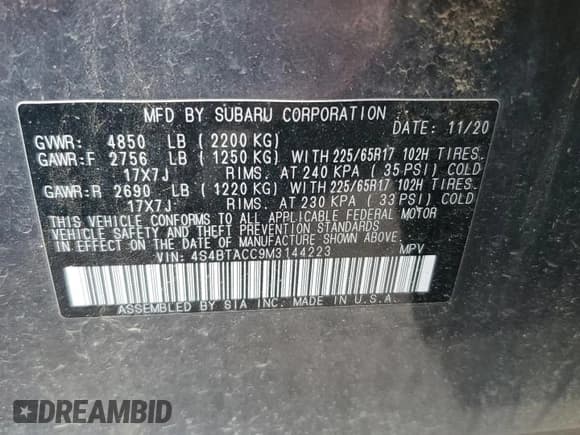 MFD BY SUBARU CORPORATION
DATE: 11/20
GVWR: 4850 LB (2200 KG)
GAWR:F 2756 LB (1250 KG) WITH 225/65R17 102H TIRES.
17X7J RIMS. AT 240 KPA (35 PSI) COLD
GAWR:R 2690 LB (1220 KG) WITH 225/65R17 102H TIRES.
17X7J RIMS. AT 230 KPA (33 PSI) COLD
THIS VEHICLE CONFORMS TO ALL APPLICABLE FEDERAL MOTOR
VEHICLE SAFETY AND THEFT PREVENTION STANDARDS
IN EFFECT ON THE DATE OF MANUFACTURE SHOWN ABOVE.
VIN: 4S4BTACC9M3144223 MPV
ASSEMBLED BY SIA INC. MADE IN U.S.A.
DREAMBID